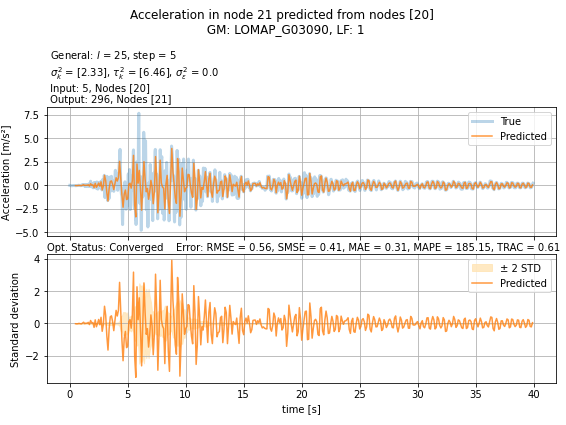 Acceleration in node 21 predicted from nodes [20]
GM: LOMAP_G03090, LF: 1
General: l = 25, step = 5
σ²ₖ = [2.33], τ²ₖ = [6.46], σ²ε = 0.0
Input: 5, Nodes [20]
Output: 296, Nodes [21]
Acceleration [m/s²]
7.5
5.0
2.5
0.0
−2.5
−5.0
True
Predicted
Opt. Status: Converged Error: RMSE = 0.56, SMSE = 0.41, MAE = 0.31, MAPE = 185.15, TRAC = 0.61
Standard deviation
4
2
0
−2
± 2 STD
Predicted
0 5 10 15 20 25 30 35 40
time [s]